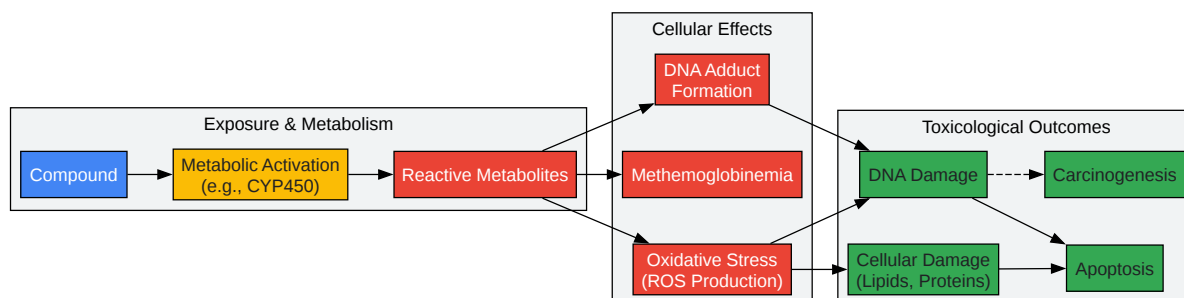 Exposure & Metabolism
Compound
Metabolic Activation
(e.g., CYP450)
Reactive Metabolites
Cellular Effects
DNA Adduct
Formation
Methemoglobinemia
Oxidative Stress
(ROS Production)
Toxicological Outcomes
DNA Damage
Carcinogenesis
Cellular Damage
(Lipids, Proteins)
Apoptosis